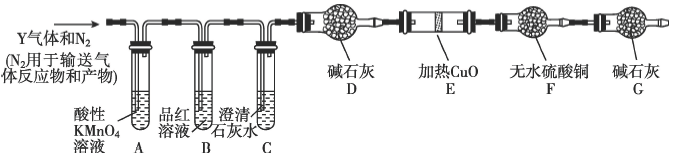 Y气体和N₂
(N₂用于输送气
体反应物和产物)
酸性
KMnO₄
溶液
A
品红
溶液
B
澄清
石灰水
C
碱石灰
D
加热CuO
E
无水硫酸铜
F
碱石灰
G